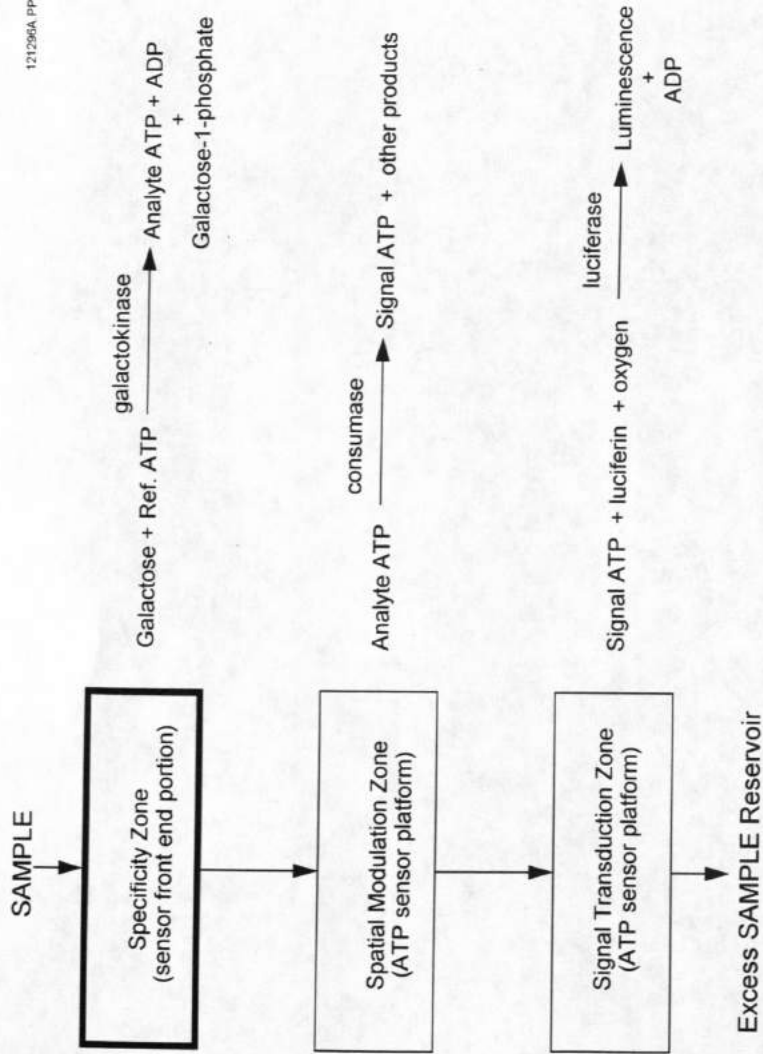 121296A PP
SAMPLE
Specificity Zone
(sensor front end portion)
Galactose + Ref. ATP
galactokinase
Analyte ATP + ADP
+
Galactose-1-phosphate
Spatial Modulation Zone
(ATP sensor platform)
Analyte ATP
consumase
Signal ATP + other products
Signal Transduction Zone
(ATP sensor platform)
Signal ATP + luciferin + oxygen
luciferase
Luminescence
+
ADP
Excess SAMPLE Reservoir